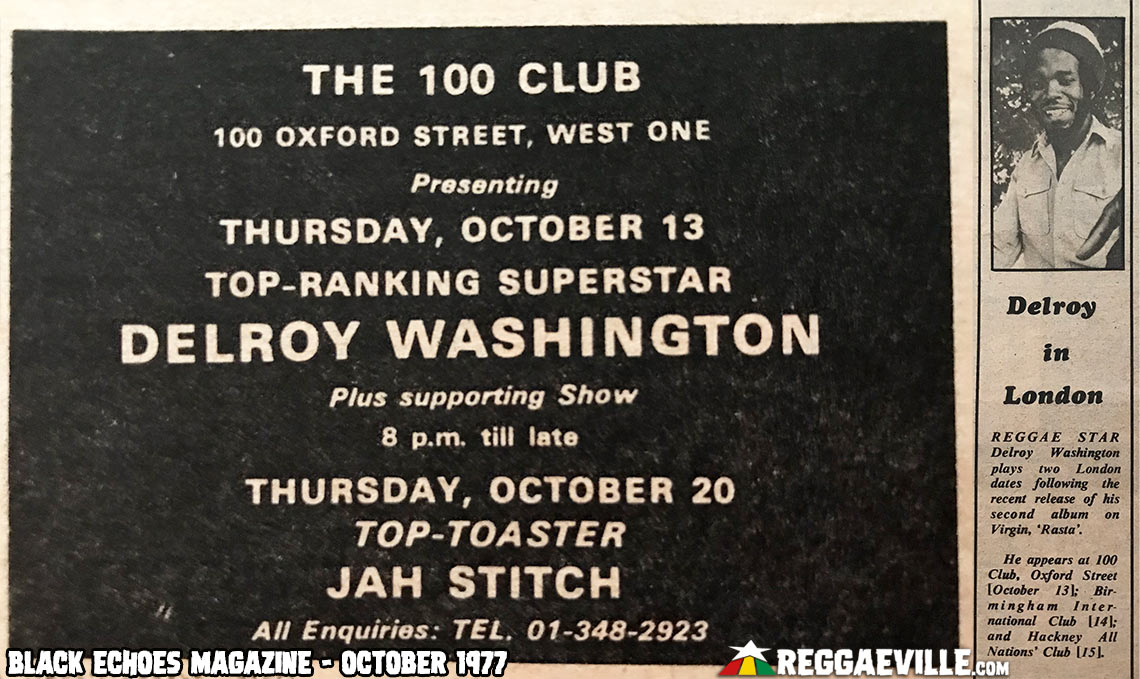 THE 100 CLUB
100 OXFORD STREET, WEST ONE
Presenting
THURSDAY, OCTOBER 13
TOP-RANKING SUPERSTAR
DELROY WASHINGTON
Plus supporting Show
8 p.m. till late
THURSDAY, OCTOBER 20
TOP-TOASTER
JAH STITCH
All Enquiries: TEL. 01-348-2923
Delroy
in
London
REGGAE STAR
Delroy Washington
plays two London
dates following the
recent release of his
second album on
Virgin, ‘Rasta’.
He appears at 100
Club, Oxford Street
[October 13]; Bir-
mingham Inter-
national Club [14];
and Hackney All
Nations’ Club [15].
BLACK ECHOES MAGAZINE - OCTOBER 1977
REGGAEVILLE.COM